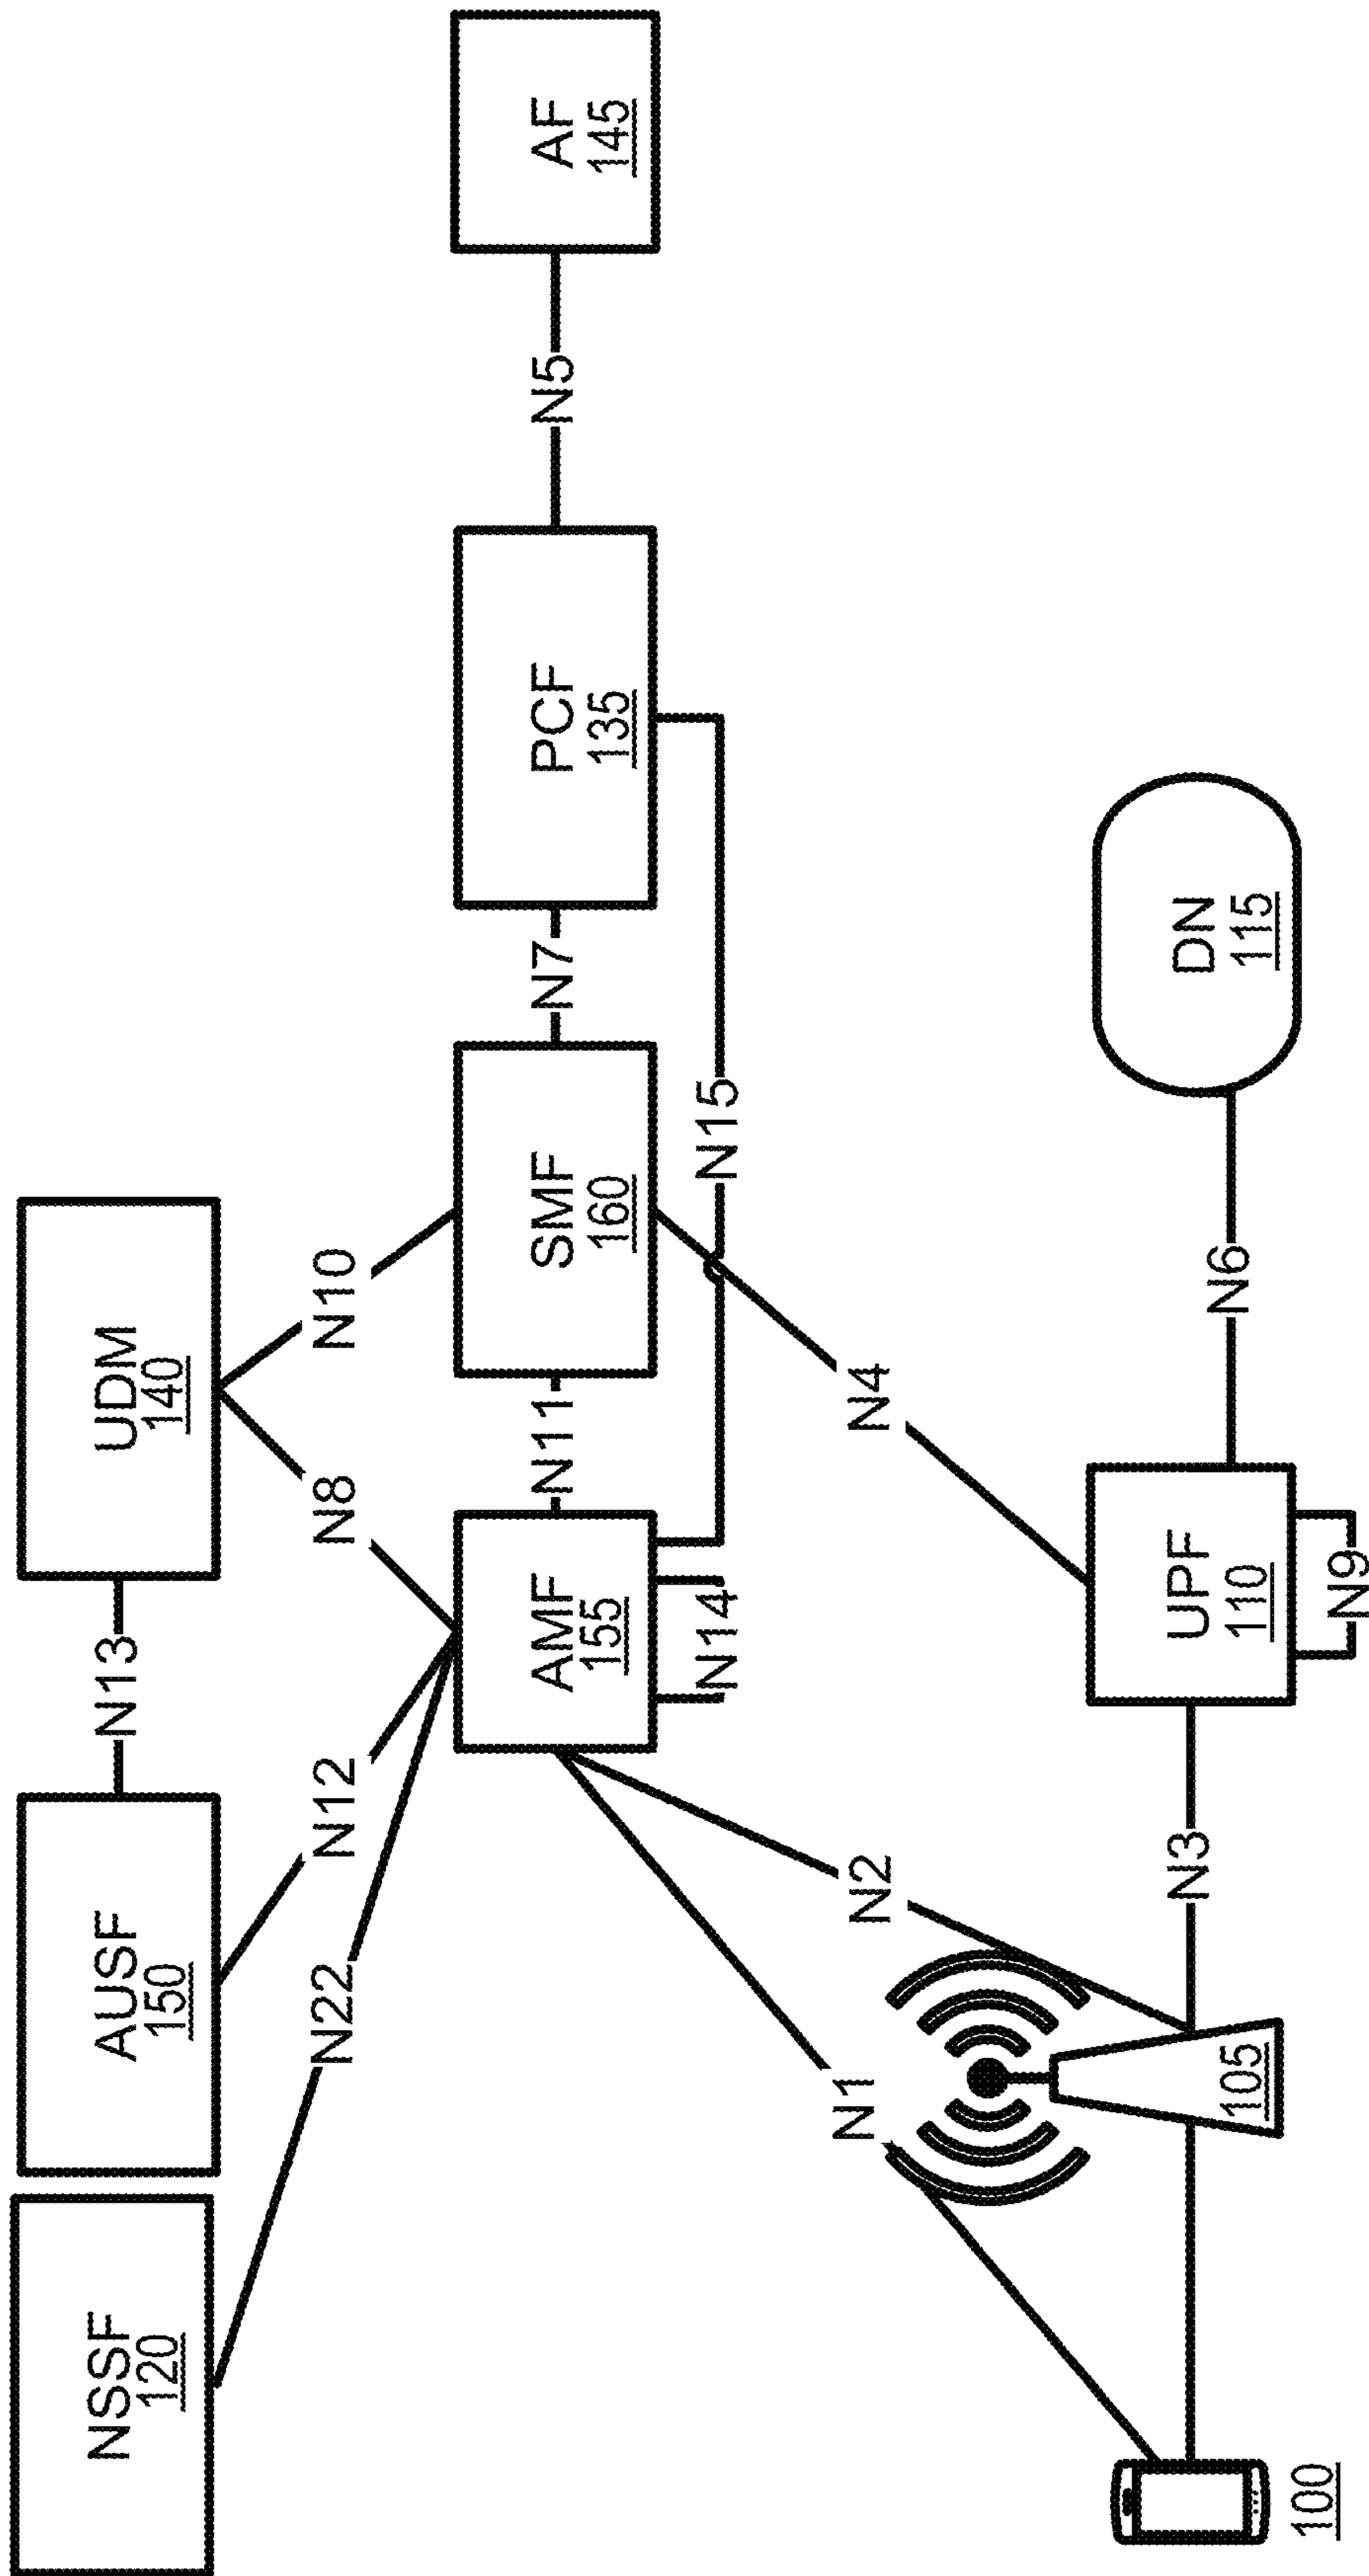 NSSF
120
AUSF
150
N13
UDM
140
N22
N12
N8
N10
AMF
155
N11
SMF
160
N7
PCF
135
N5
AF
145
N14
N15
N1
N2
N4
100
105
N3
UPF
110
N6
DN
115
N9